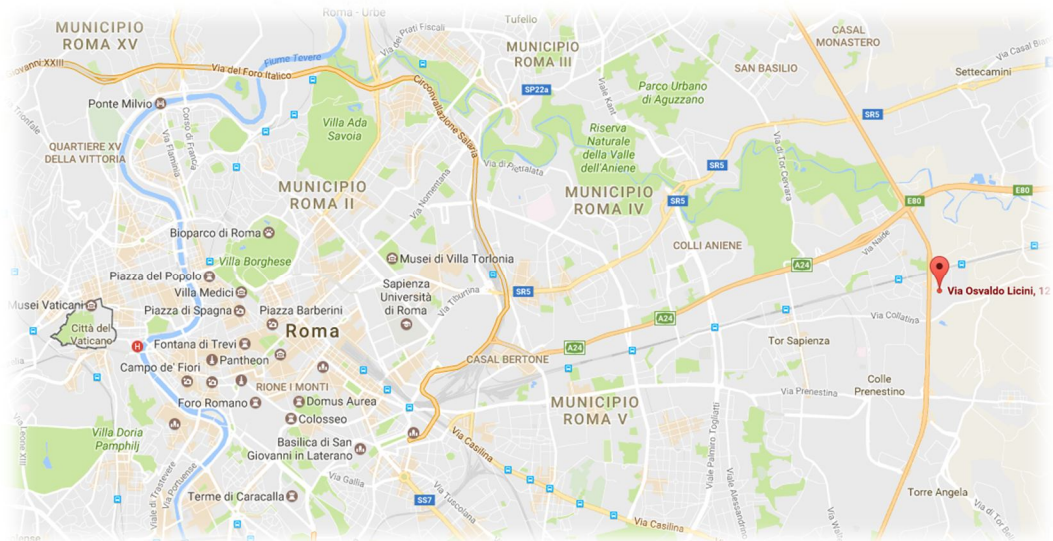 Roma - Urbe
Tufello
MUNICIPIO
ROMA XV
Via dei Prati Fiscali
MUNICIPIO
ROMA III
CASAL
MONASTERO
Giovanni XXIII
Fiume Tevere
Via del Foro Italico
Circonvallazione Salaria
Viale Kant
SAN BASILIO
Settecamini
Ponte Milvio
SP22a
Parco Urbano
di Aguzzano
Trionfale
Corso di Francia
Via Flaminia
Villa Ada
Savoia
SR5
Riserva
Naturale
della Valle
dell'Aniene
QUARTIERE XV
DELLA VITTORIA
Via di Pietralata
Via di Tor Cervara
SR5
MUNICIPIO
ROMA II
Via Nomentana
MUNICIPIO
ROMA IV
SR5
E80
E80
Bioparco di Roma
COLLI ANIENE
Via Naide
Villa Borghese
Musei di Villa Torlonia
A24
Piazza del Popolo
Villa Medici
Sapienza
Università
di Roma
Via Tiburtina
SR5
Via Osvaldo Licini, 12
Musei Vaticani
Piazza di Spagna
Piazza Barberini
A24
Via Collatina
Città del
Vaticano
Roma
H
Fontana di Trevi
Tor Sapienza
Pantheon
CASAL BERTONE
A24
Campo de' Fiori
RIONE I MONTI
Colle
Prenestino
Via Prenestina
Foro Romano
Domus Aurea
MUNICIPIO
ROMA V
Colosseo
Villa Doria
Pamphilj
Via Leone XIII
Basilica di San
Giovanni in Laterano
Via Casilina
Viale Palmiro Togliatti
Viale di Trastevere
Via Portuense
Via Gallia
Terme di Caracalla
SS7
Via Tuscolana
Viale Alessandrino
Torre Angela
Via Casilina